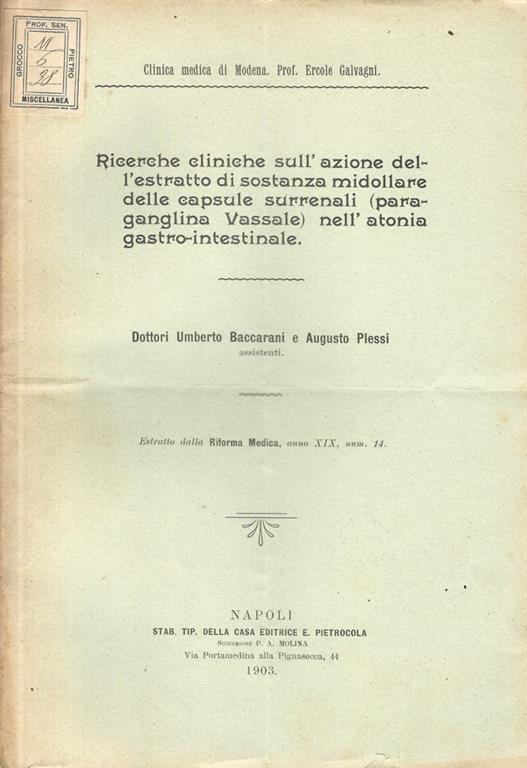 PROF. SEN.
GROCCO
PIETRO
MISCELLANEA
Clinica medica di Modena. Prof. Ercole Galvagni.
Ricerche cliniche sull' azione del-
l'estratto di sostanza midollare
delle capsule surrenali (para-
ganglina Vassale) nell' atonia
gastro-intestinale.
Dottori Umberto Baccarani e Augusto Plessi
assistenti.
Estratto dalla Riforma Medica, anno XIX, num. 14.
NAPOLI
STAB. TIP. DELLA CASA EDITRICE E. PIETROCOLA
Successore P. A. MOLINA
Via Portamedina alla Pignasecca, 44
1903.